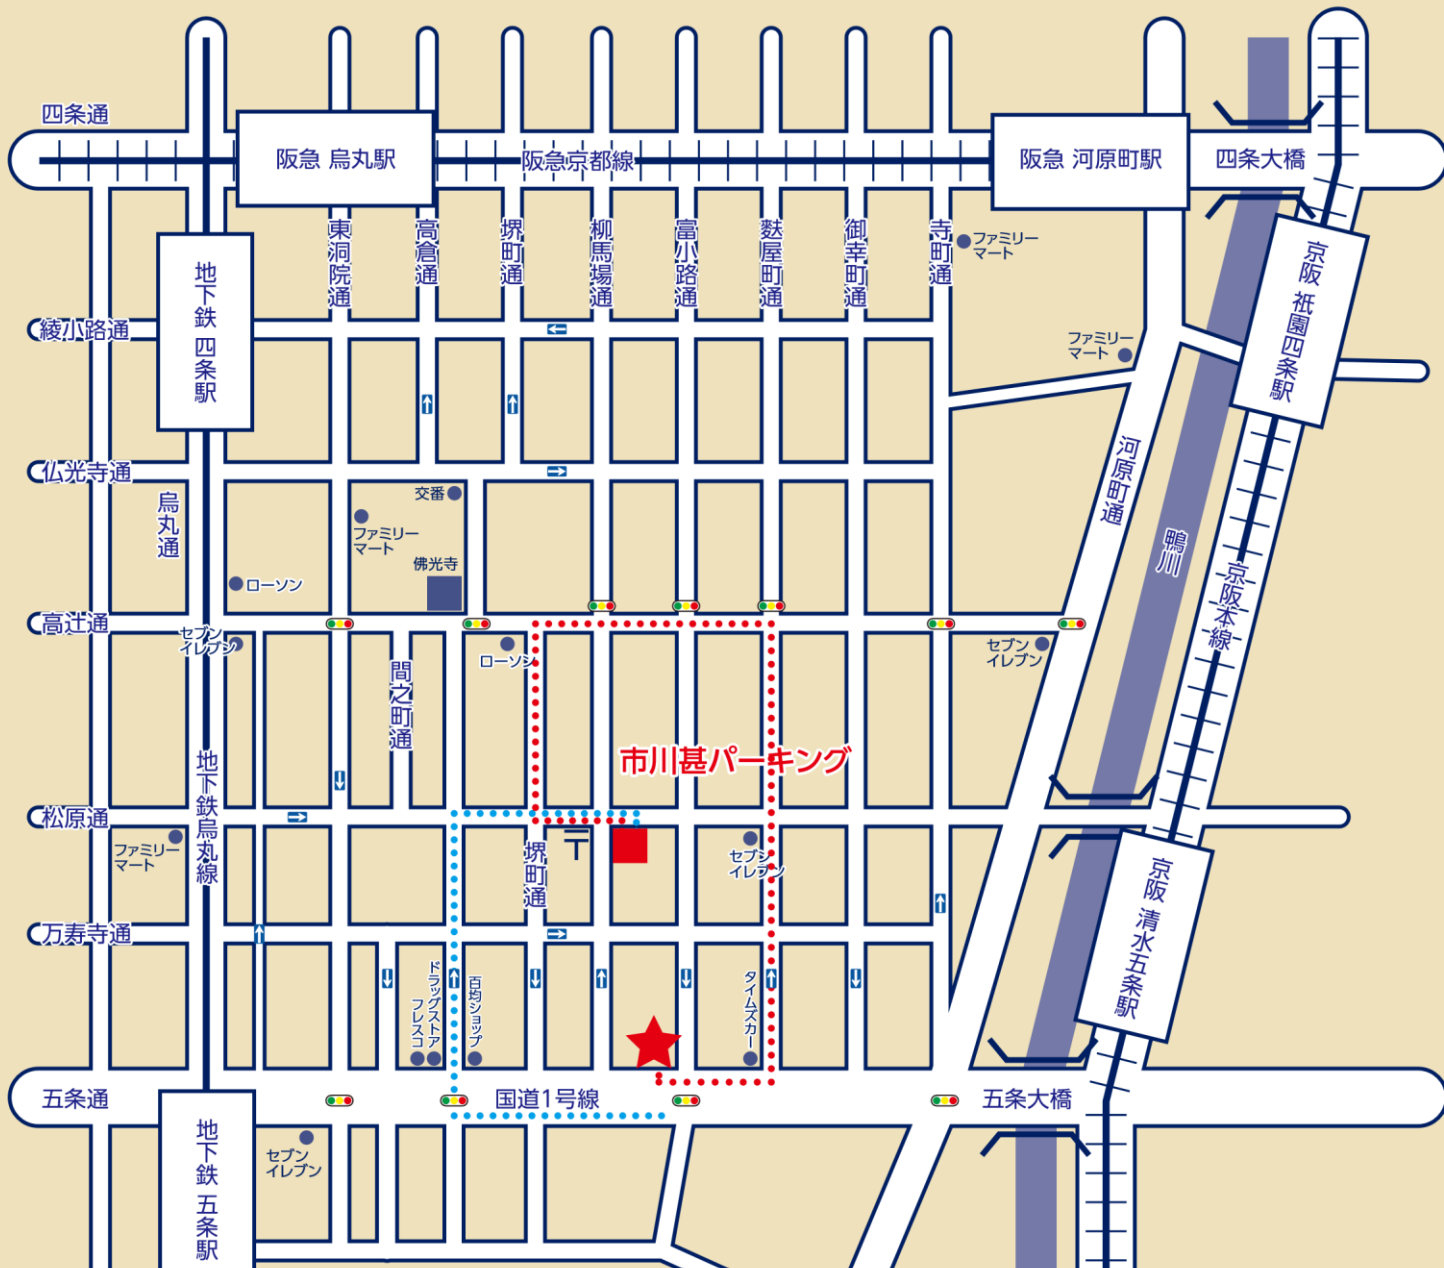 四条通
阪急 烏丸駅
阪急京都線
阪急 河原町駅
四条大橋
東洞院通
高倉通
堺町通
柳馬場通
富小路通
麩屋町通
御幸町通
寺町通
ファミリー
マート
京阪 祇園四条駅
地下鉄 四条駅
綾小路通
ファミリー
マート
仏光寺通
烏丸通
交番
ファミリー
マート
佛光寺
河原町通
鴨川
京阪本線
ローソン
高辻通
セブン
イレブン
ローソン
セブン
イレブン
間之町通
市川甚パーキング
地下鉄烏丸線
松原通
ファミリー
マート
堺町通
〒
セブン
イレブン
京阪 清水五条駅
万寿寺通
フレスコ
ドラッグストア
百均ショップ
タイムズカー
五条通
国道1号線
五条大橋
地下鉄 五条駅
セブン
イレブン